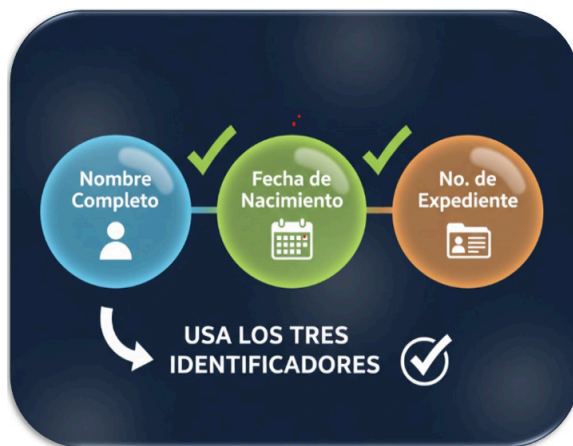 Nombre
Completo
Fecha de
Nacimiento
No. de
Expediente
USA LOS TRES
IDENTIFICADORES